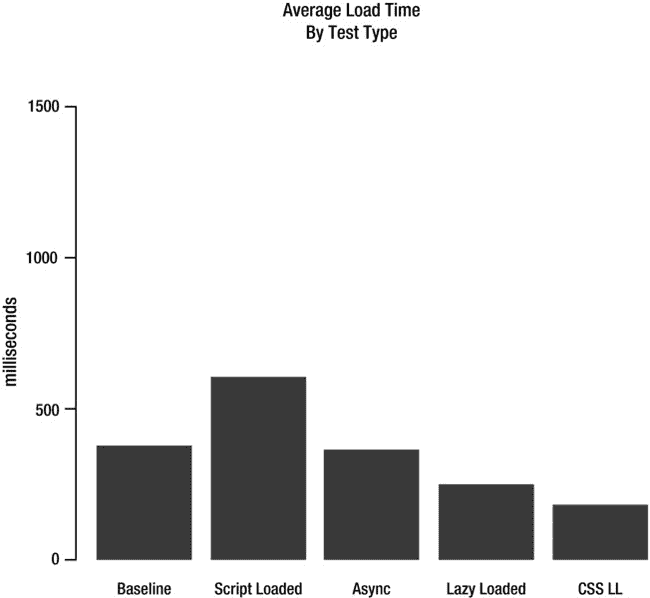 Average Load Time
By Test Type
1500
1000
500
0
milliseconds
Baseline
Script Loaded
Async
Lazy Loaded
CSS LL